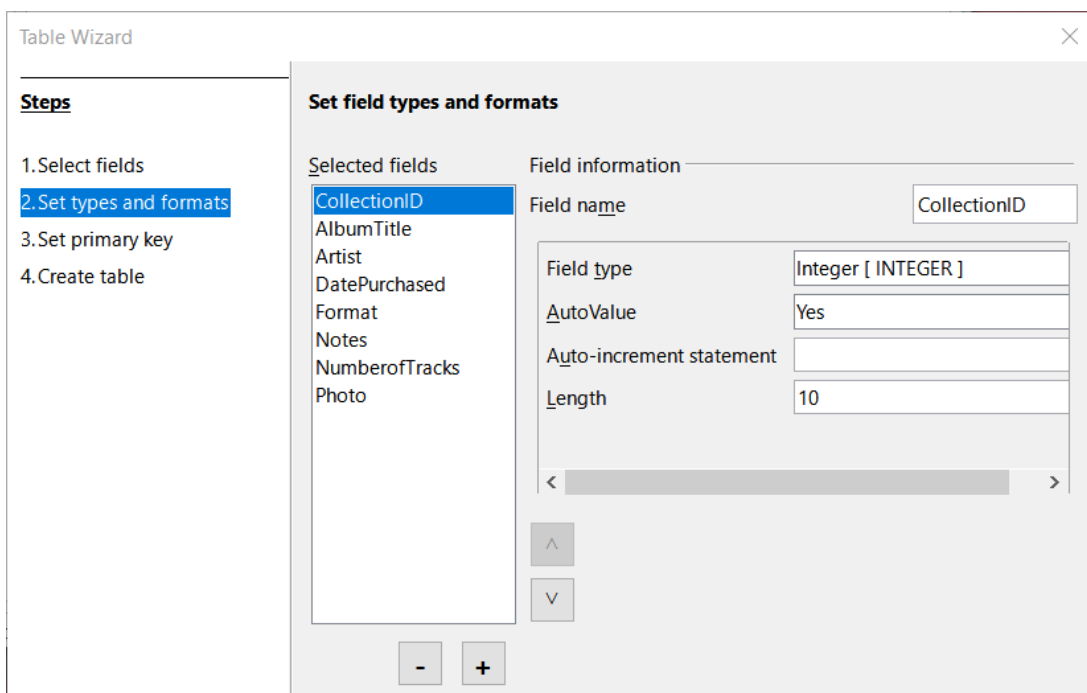 Table Wizard
Steps
1.Select fields
2.Set types and formats
3.Set primary key
4.Create table
Set field types and formats
Selected fields
CollectionID
AlbumTitle
Artist
DatePurchased
Format
Notes
NumberofTracks
Photo
- +
Field information
Field name CollectionID
Field type Integer [ INTEGER ]
AutoValue Yes
Auto-increment statement
Length 10